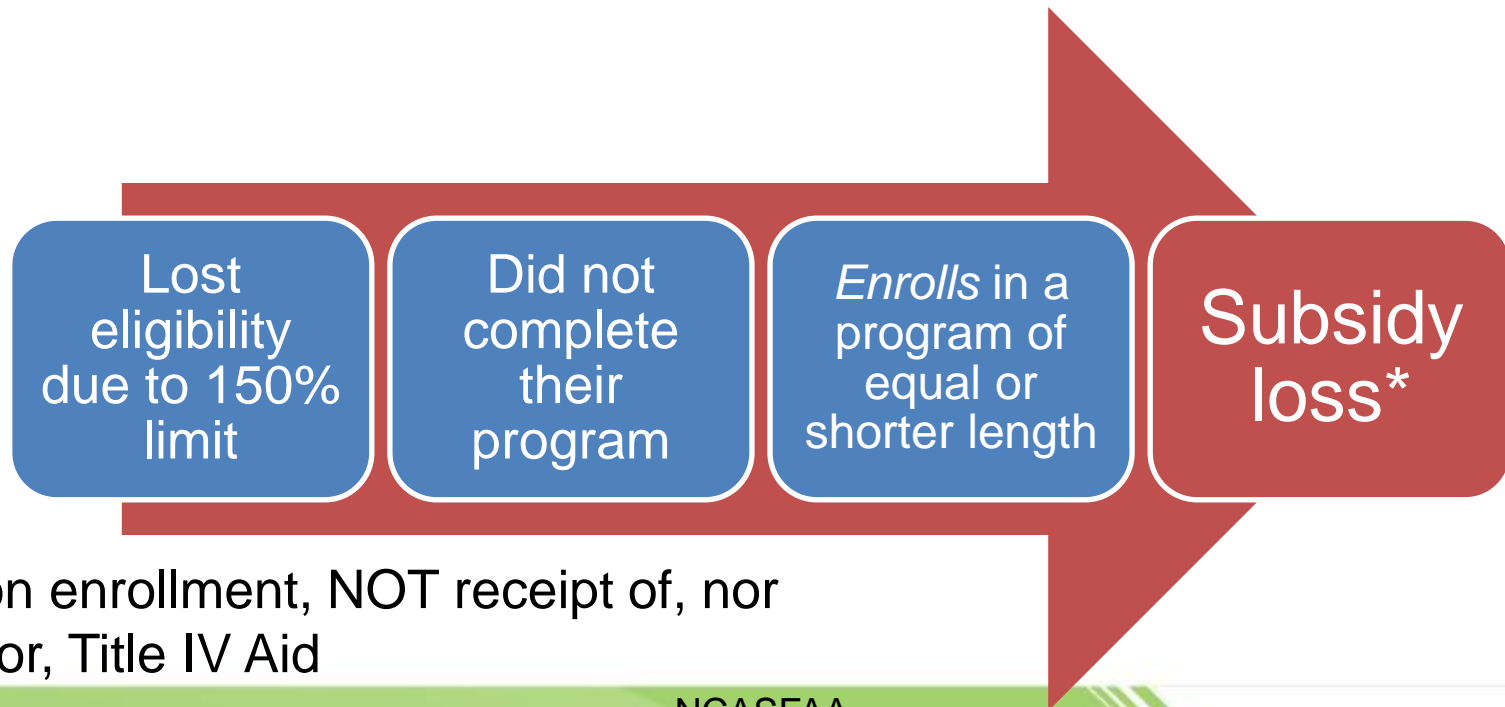 Lost
eligibility
due to 150%
limit
Did not
complete
their
program
Enrolls in a
program of
equal or
shorter length
Subsidy
loss*
on enrollment, NOT receipt of, nor
or, Title IV Aid